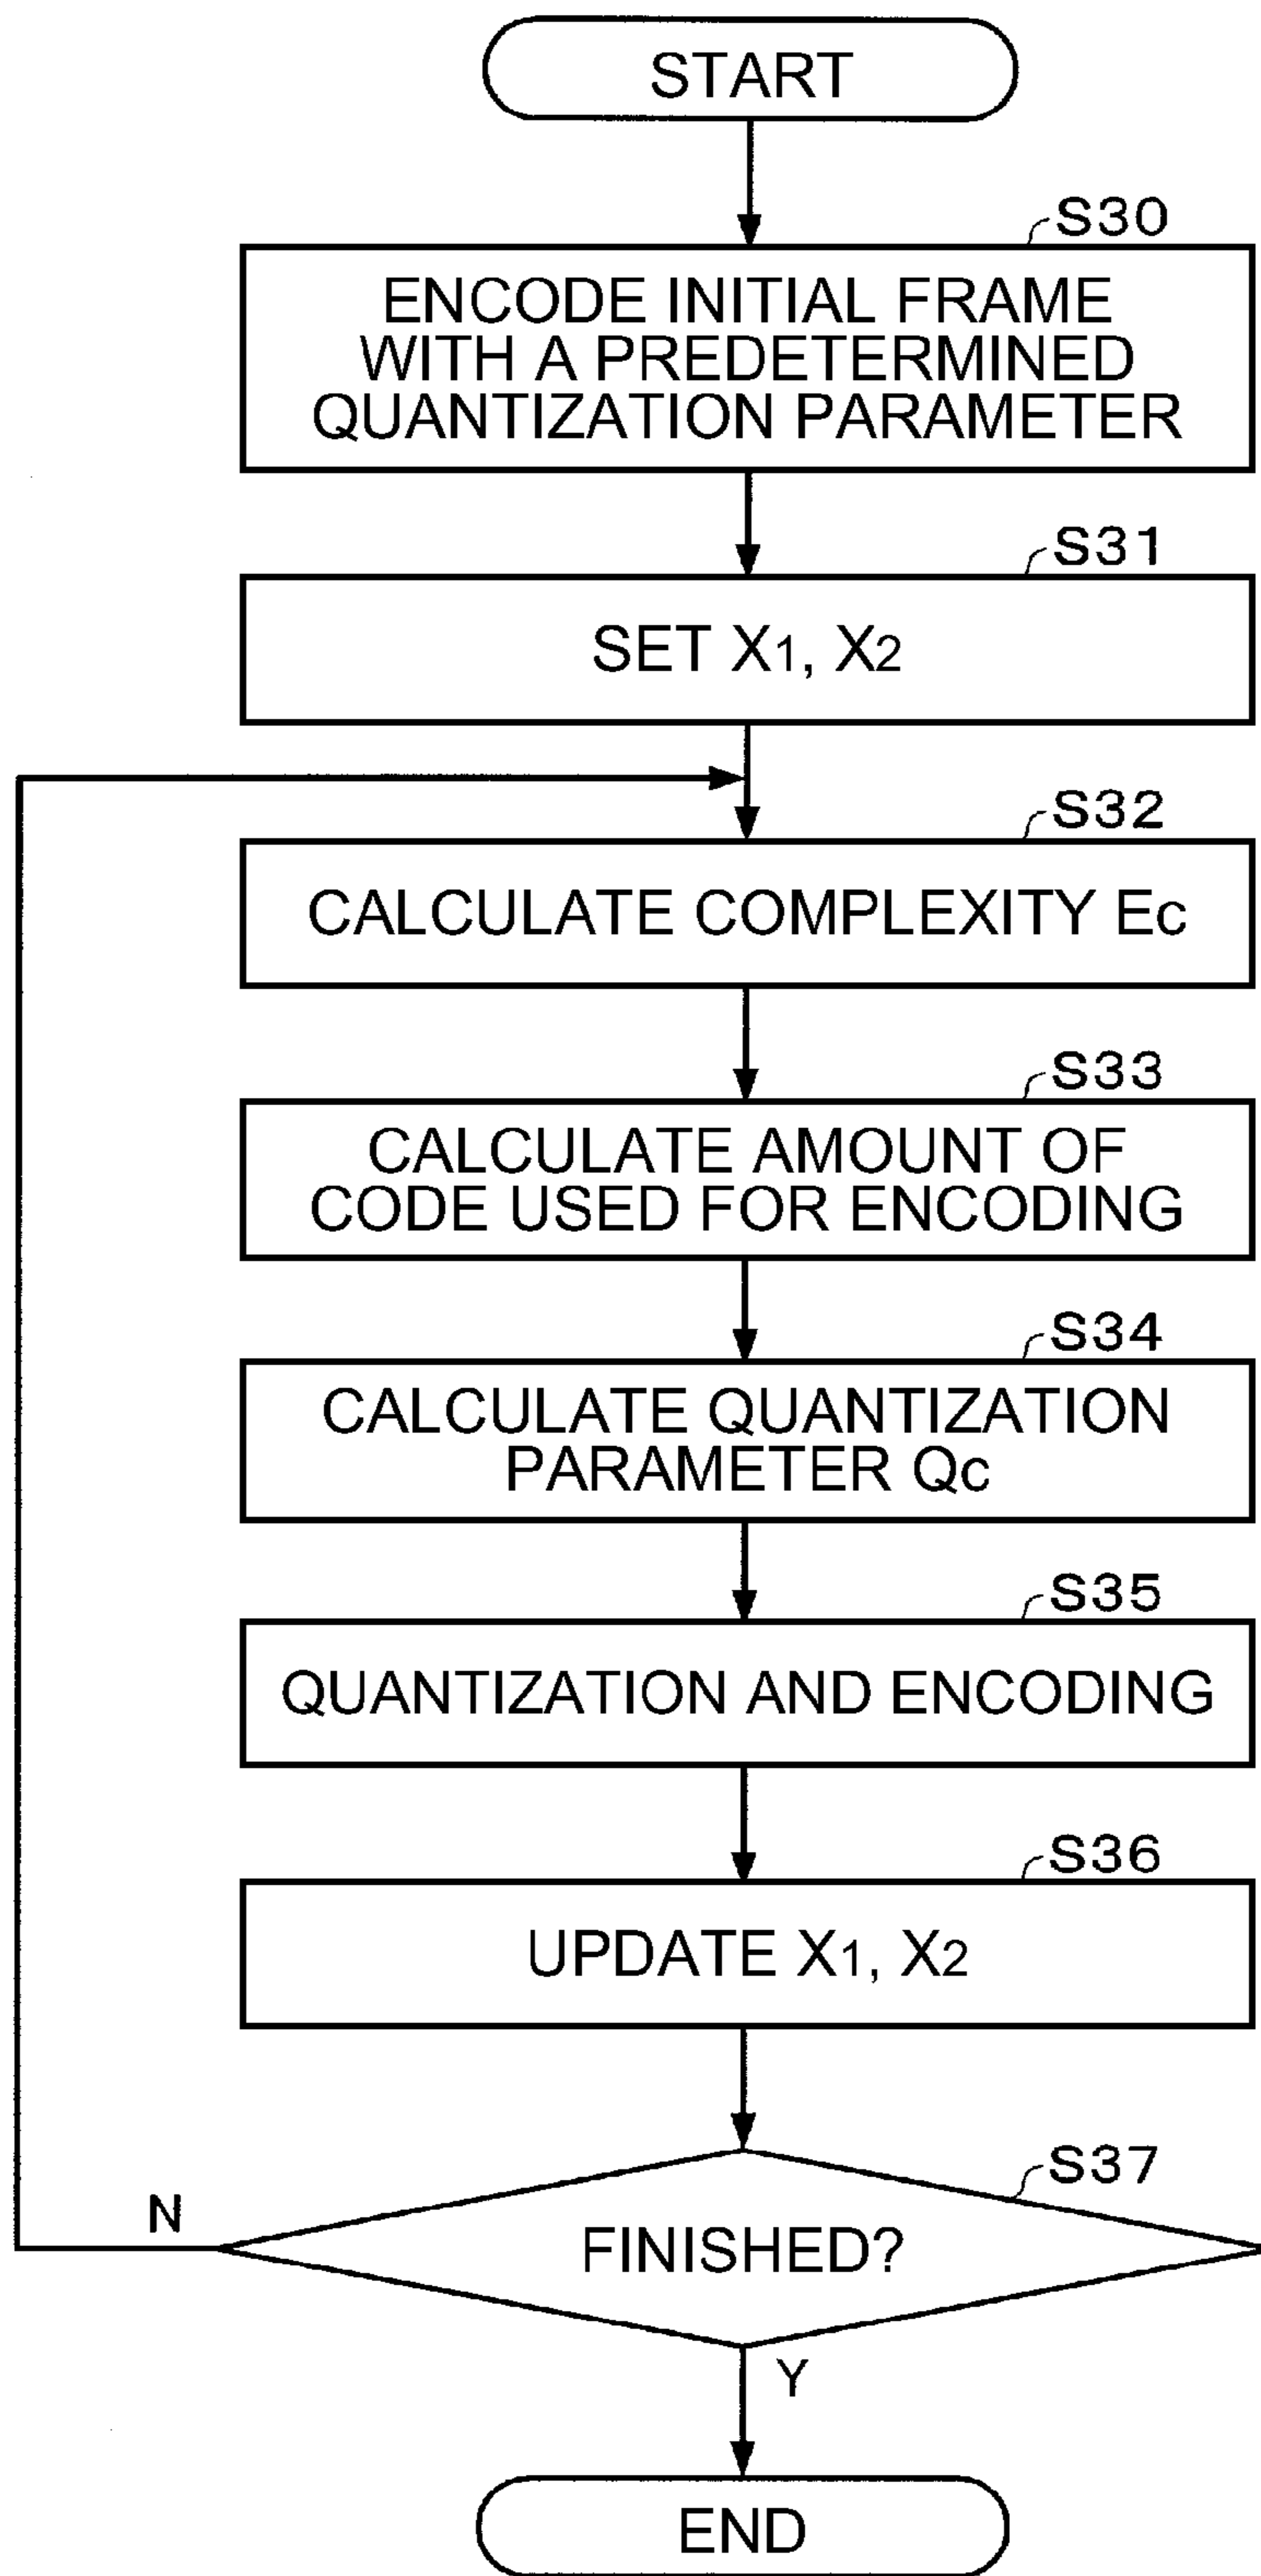 START
S30
ENCODE INITIAL FRAME
WITH A PREDETERMINED
QUANTIZATION PARAMETER
S31
SET X1, X2
S32
CALCULATE COMPLEXITY Ec
S33
CALCULATE AMOUNT OF
CODE USED FOR ENCODING
S34
CALCULATE QUANTIZATION
PARAMETER Qc
S35
QUANTIZATION AND ENCODING
S36
UPDATE X1, X2
S37
N
FINISHED?
Y
END